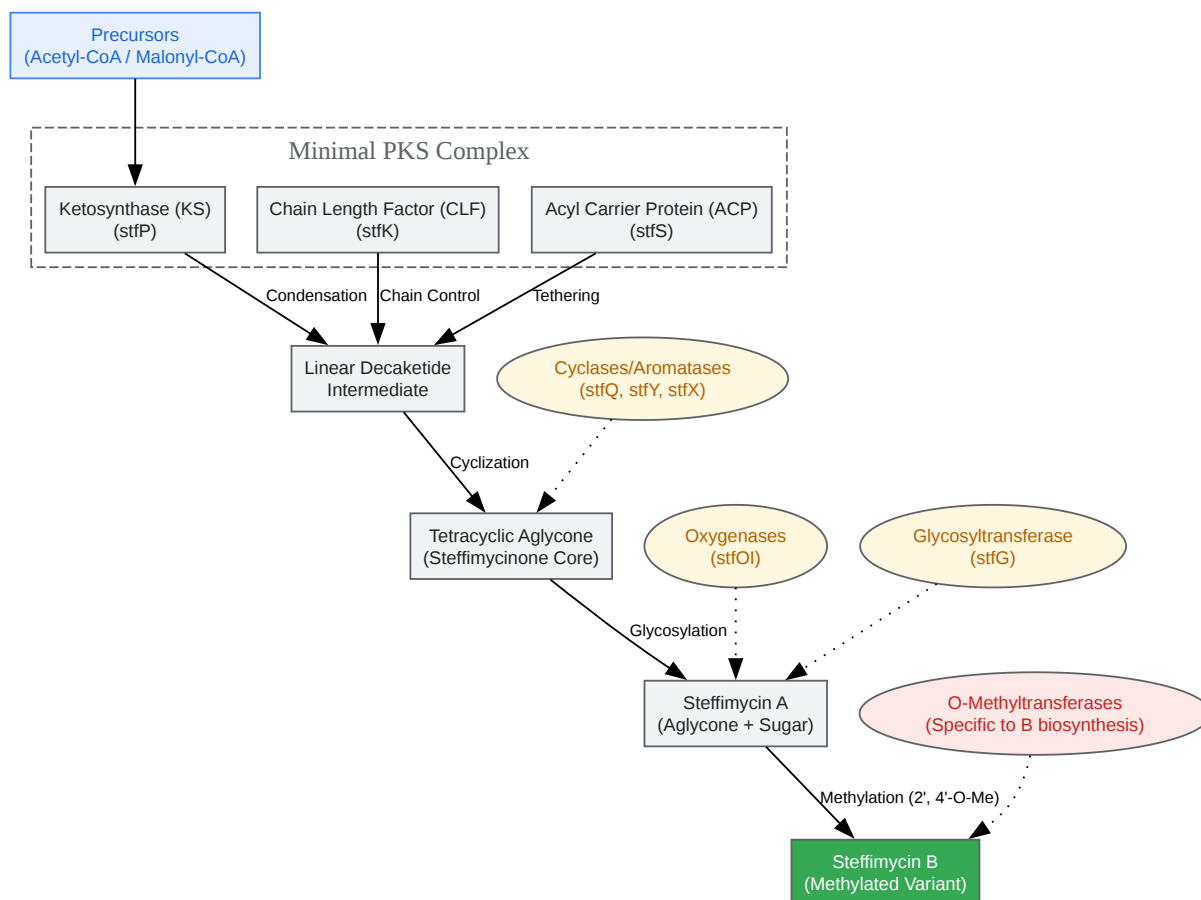 Precursors
(Acetyl-CoA / Malonyl-CoA)
Minimal PKS Complex
Ketosynthase (KS)
(stfP)
Chain Length Factor (CLF)
(stfK)
Acyl Carrier Protein (ACP)
(stfS)
Condensation
Chain Control
Tethering
Linear Decaketide
Intermediate
Cyclases/Aromatases
(stfQ, stfY, stfX)
Cyclization
Tetracyclic Aglycone
(Steffimycinone Core)
Oxygenases
(stfOI)
Glycosyltransferase
(stfG)
Glycosylation
Steffimycin A
(Aglycone + Sugar)
O-Methyltransferases
(Specific to B biosynthesis)
Methylation (2', 4'-O-Me)
Steffimycin B
(Methylated Variant)